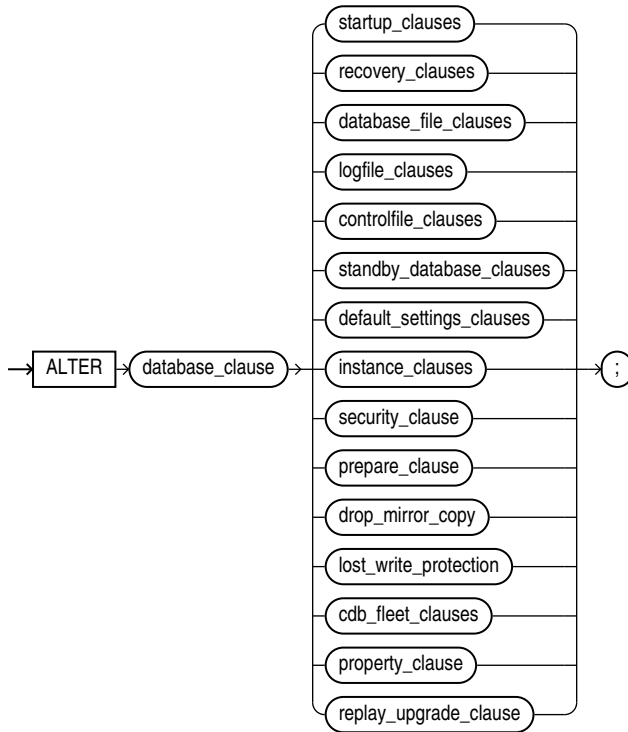 startup_clauses
recovery_clauses
database_file_clauses
logfile_clauses
controlfile_clauses
standby_database_clauses
default_settings_clauses
ALTER database_clause instance_clauses ;
security_clause
prepare_clause
drop_mirror_copy
lost_write_protection
cdb_fleet_clauses
property_clause
replay_upgrade_clause